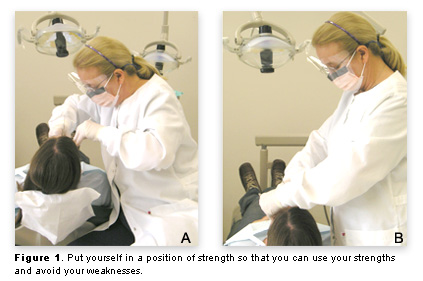 A
B
Figure 1. Put yourself in a position of strength so that you can use your strengths
and avoid your weaknesses.